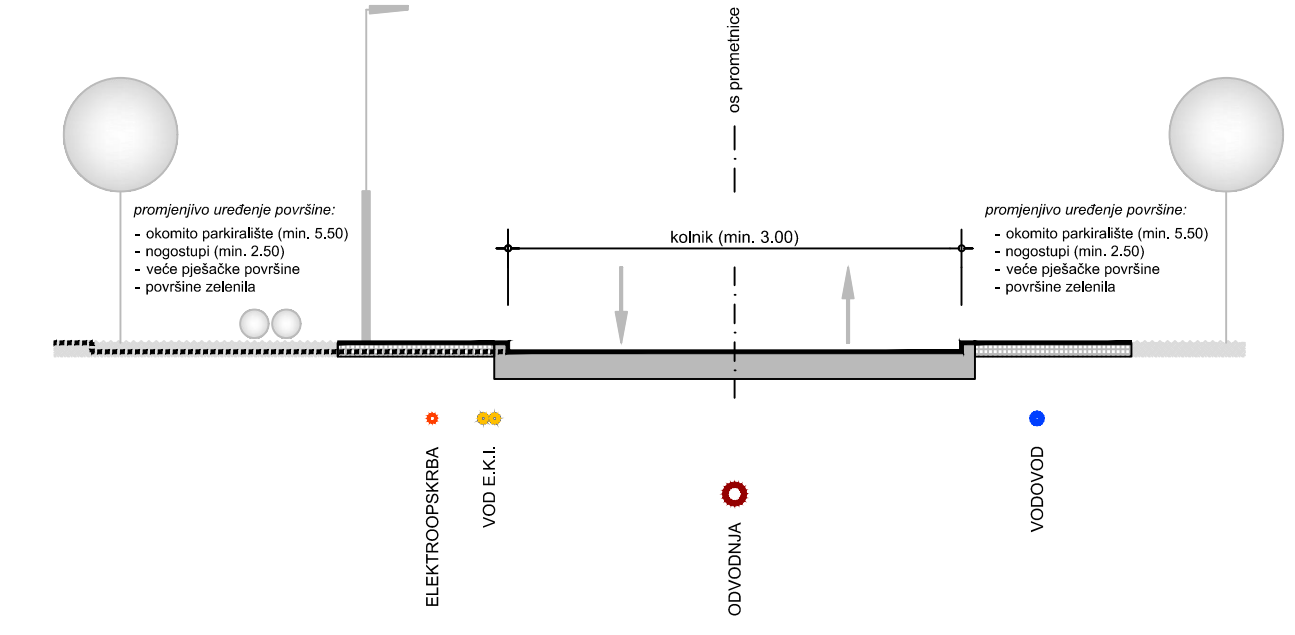 os prometnice
promjenjivo uređenje površine:
- okomito parkiralište (min. 5.50)
- nogostupi (min. 2.50)
- veće pješačke površine
- površine zelenila
kolnik (min. 3.00)
promjenjivo uređenje površine:
- okomito parkiralište (min. 5.50)
- nogostupi (min. 2.50)
- veće pješačke površine
- površine zelenila
ELEKTROOPSKRBA
VOD E.K.I.
ODVODNJA
VODOVOD